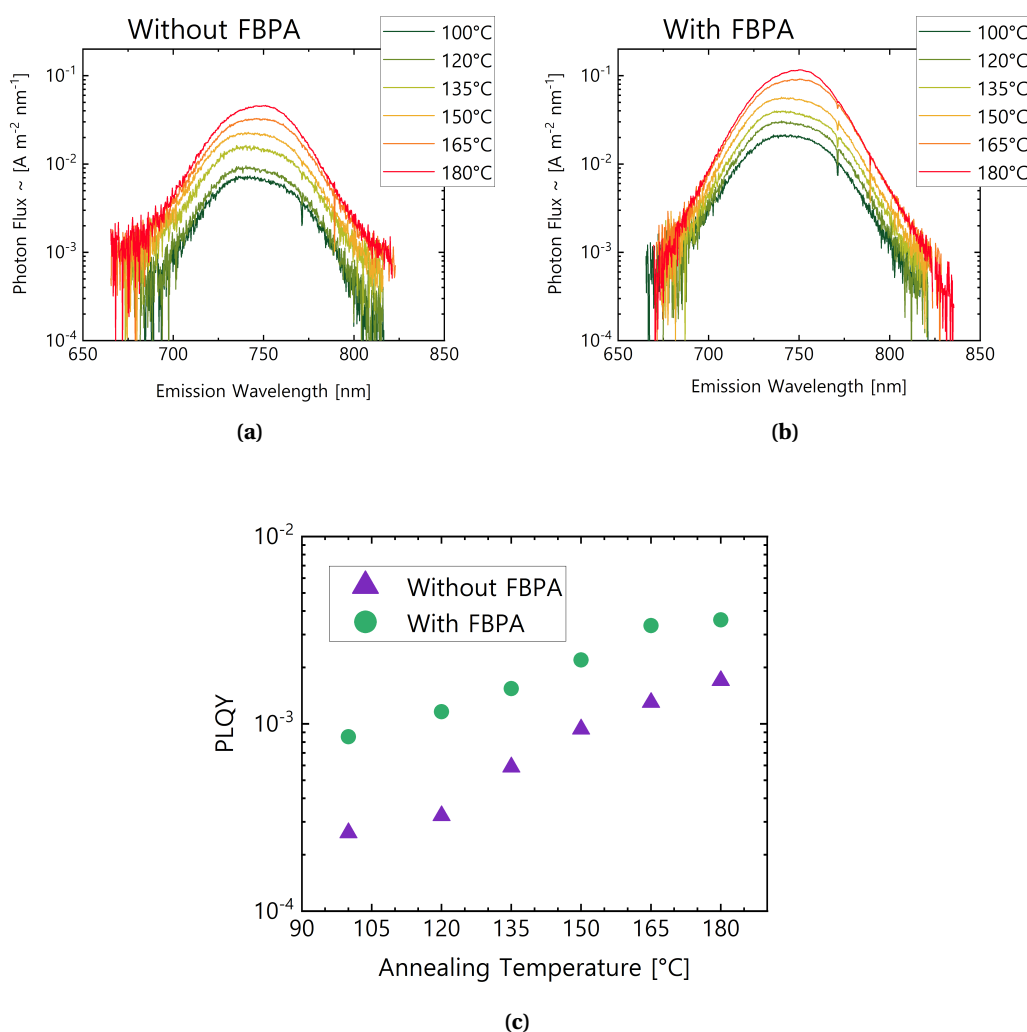 Without FBPA
100°C
120°C
135°C
150°C
165°C
180°C
Photon Flux ~ [A m-2 nm-1]
10-1
10-2
10-3
10-4
650
700
750
800
850
Emission Wavelength [nm]
(a)
With FBPA
100°C
120°C
135°C
150°C
165°C
180°C
Photon Flux ~ [A m-2 nm-1]
10-1
10-2
10-3
10-4
650
700
750
800
850
Emission Wavelength [nm]
(b)
10-2
Without FBPA
With FBPA
PLQY
10-3
10-4
90 105 120 135 150 165 180
Annealing Temperature [°C]
(c)